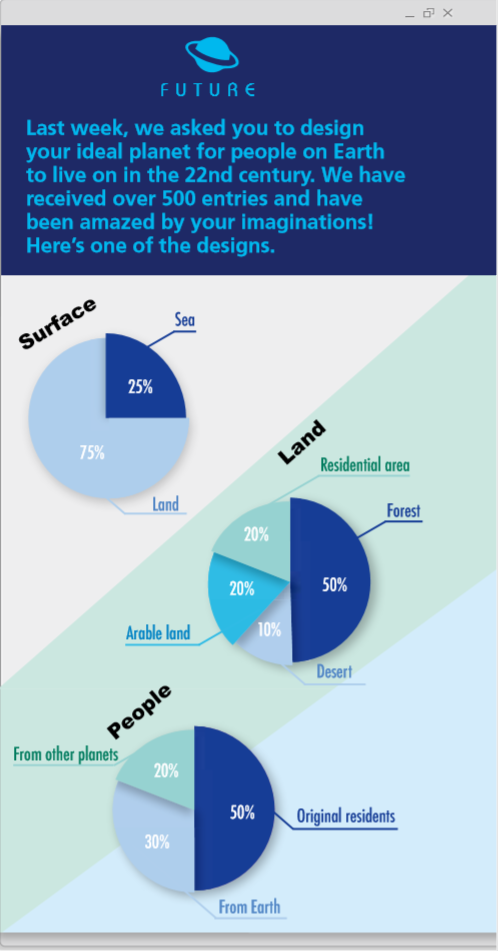 FUTURE
Last week, we asked you to design
your ideal planet for people on Earth
to live on in the 22nd century. We have
received over 500 entries and have
been amazed by your imaginations!
Here's one of the designs.
Surface
Sea
25%
75%
Land
Land
Residential area
Forest
20%
50%
20%
10%
Arable land
Desert
People
From other planets
20%
50%
Original residents
30%
From Earth